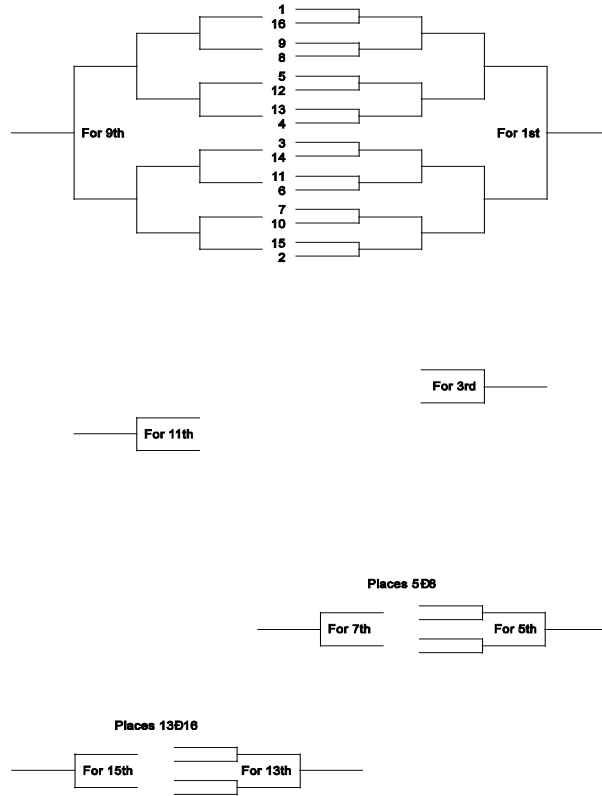 1
16
9
8
5
12
13
4
For 9th
For 1st
3
14
11
6
7
10
15
2
For 3rd
For 11th
Places 5Ð8
For 7th
For 5th
Places 13Ð16
For 15th
For 13th